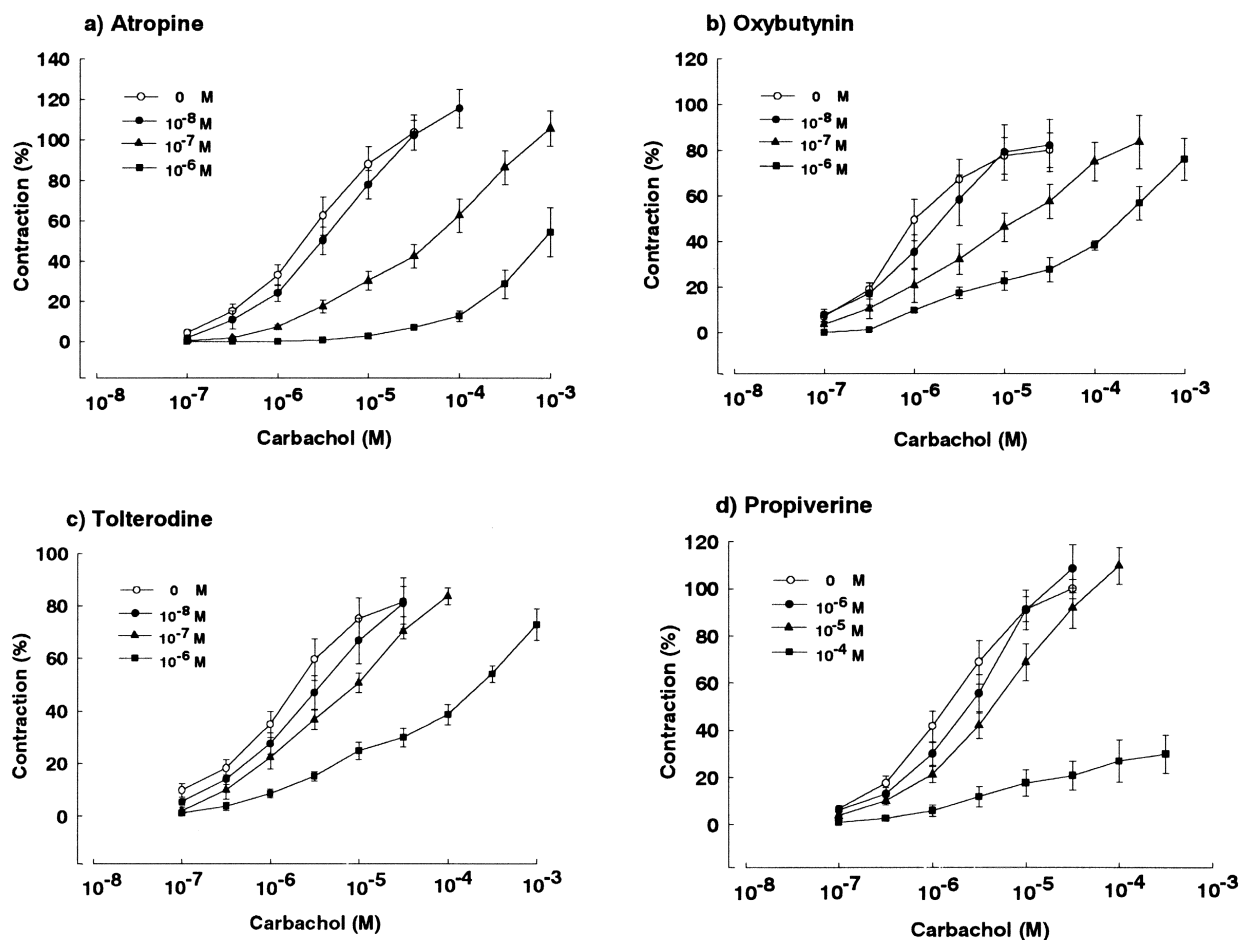 a) Atropine
140
120
100
80
60
40
20
0
Contraction (%)
0 M
10⁻⁸ M
10⁻⁷ M
10⁻⁶ M
10⁻⁸ 10⁻⁷ 10⁻⁶ 10⁻⁵ 10⁻⁴ 10⁻³
Carbachol (M)
b) Oxybutynin
120
100
80
60
40
20
0
Contraction (%)
0 M
10⁻⁸ M
10⁻⁷ M
10⁻⁶ M
10⁻⁸ 10⁻⁷ 10⁻⁶ 10⁻⁵ 10⁻⁴ 10⁻³
Carbachol (M)
c) Tolterodine
100
80
60
40
20
0
Contraction (%)
0 M
10⁻⁸ M
10⁻⁷ M
10⁻⁶ M
10⁻⁸ 10⁻⁷ 10⁻⁶ 10⁻⁵ 10⁻⁴ 10⁻³
Carbachol (M)
d) Propiverine
120
100
80
60
40
20
0
Contraction (%)
0 M
10⁻⁶ M
10⁻⁵ M
10⁻⁴ M
10⁻⁸ 10⁻⁷ 10⁻⁶ 10⁻⁵ 10⁻⁴ 10⁻³
Carbachol (M)